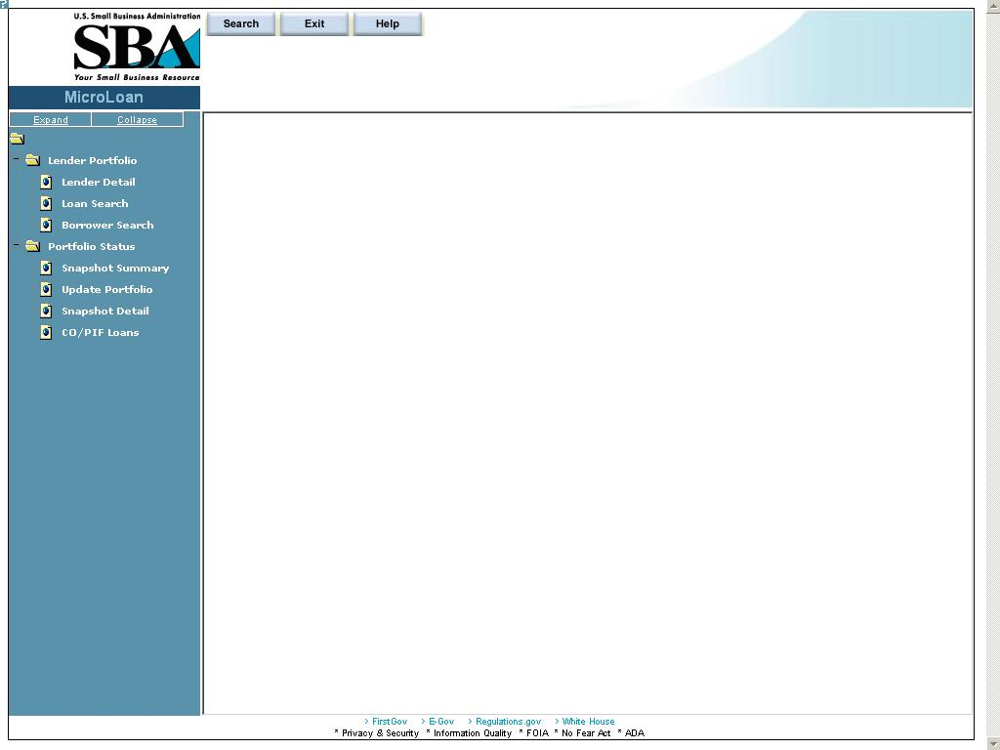 U.S. Small Business Administration
SBA
Your Small Business Resource
Search Exit Help
MicroLoan
Expand Collapse
Lender Portfolio
Lender Detail
Loan Search
Borrower Search
Portfolio Status
Snapshot Summary
Update Portfolio
Snapshot Detail
CO/PIF Loans
> FirstGov > E-Gov > Regulations.gov > White House
* Privacy & Security * Information Quality * FOIA * No Fear Act * ADA